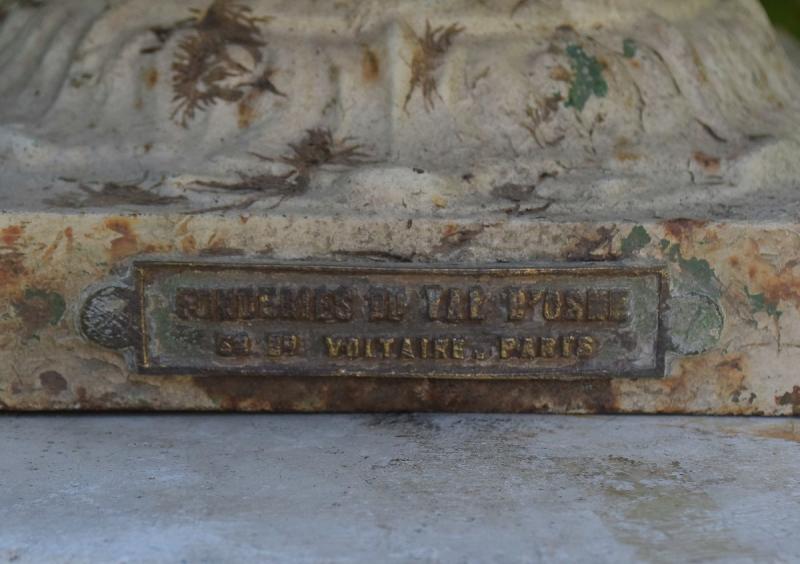 FONDERIES DU VAL D'OSNE
58 BD VOLTAIRE. PARIS